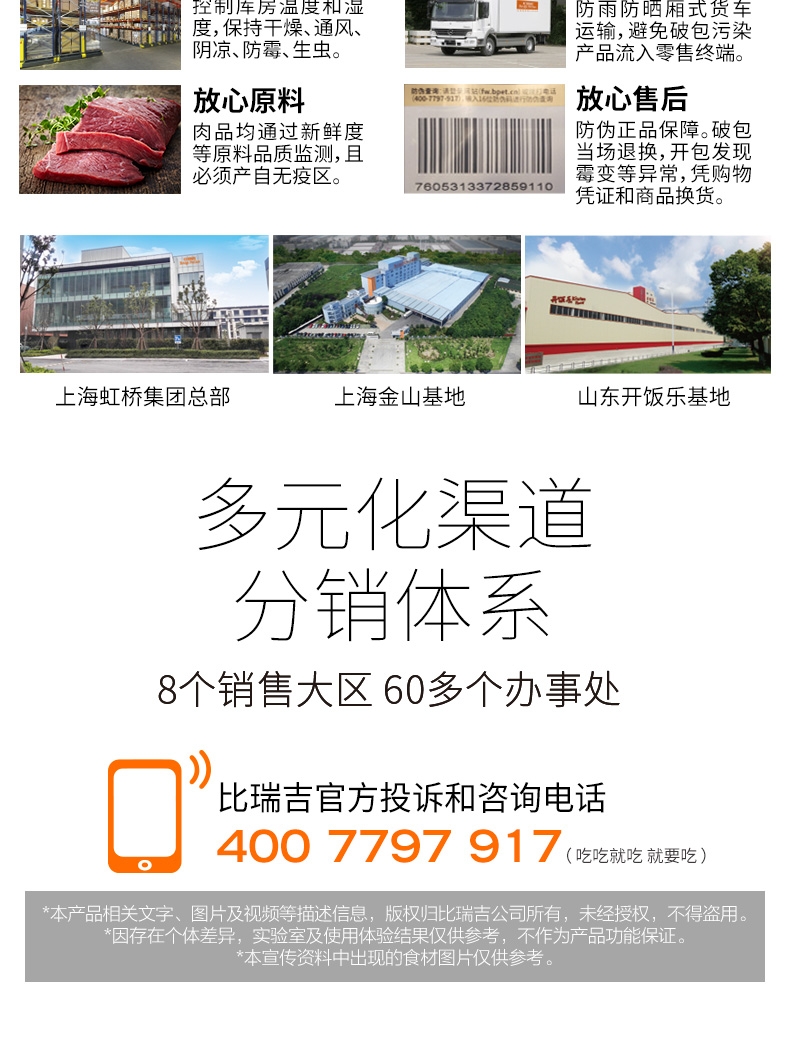 控制库房温度和湿
度,保持干燥、通风、
阴凉、防霉、生虫。
防雨防晒厢式货车
运输,避免破包污染
产品流入零售终端。
放心原料
肉品均通过新鲜度
等原料品质监测,且
必须产自无疫区。
(400-7797-917)
7605313372859110
放心售后
防伪正品保障。破包
当场退换,开包发现
霉变等异常,凭购物
凭证和商品换货。
开饭乐
上海虹桥集团总部
上海金山基地
山东开饭乐基地
多元化渠道
分销体系
8个销售大区 60多个办事处
比瑞吉官方投诉和咨询电话
400 7797 917(吃吃就吃 就要吃)
*本产品相关文字、图片及视频等描述信息，版权归比瑞吉公司所有，未经授权，不得盗用。
*因存在个体差异，实验室及使用体验结果仅供参考，不作为产品功能保证。
*本宣传资料中出现的食材图片仅供参考。